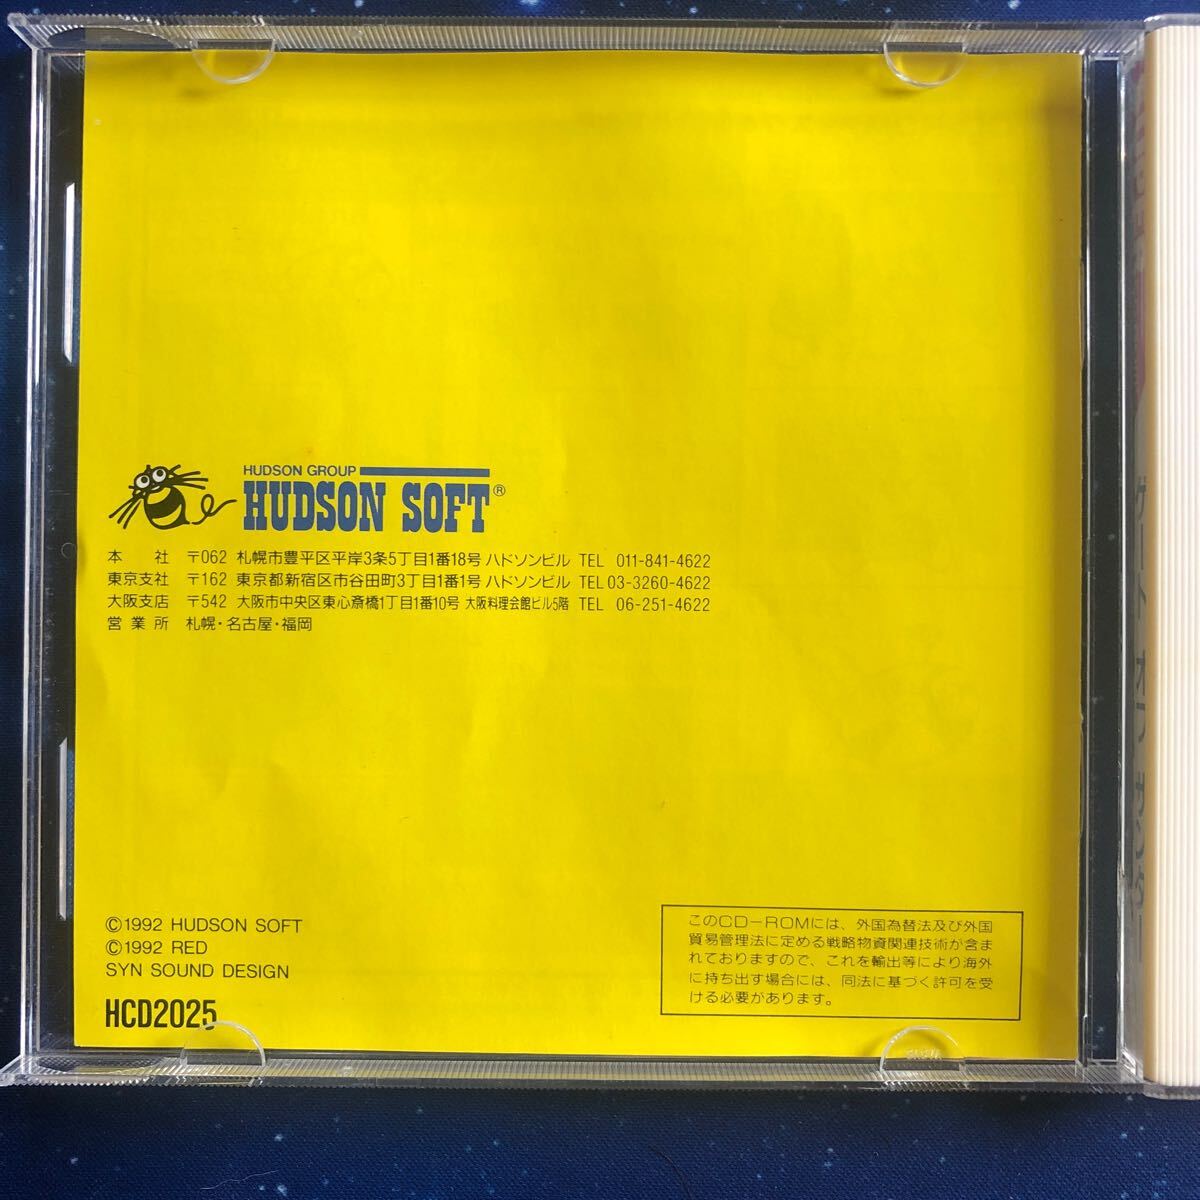 HUDSON GROUP
HUDSON SOFT®
本 社 〒062 札幌市豊平区平岸3条5丁目1番18号 ハドソンビル TEL 011-841-4622
東京支社 〒162 東京都新宿区市谷田町3丁目1番1号 ハドソンビル TEL 03-3260-4622
大阪支店 〒542 大阪市中央区東心斎橋1丁目1番10号 大阪料理会館ビル5階 TEL 06-251-4622
営業所 札幌・名古屋・福岡
©1992 HUDSON SOFT
©1992 RED
SYN SOUND DESIGN
HCD2025
このCD-ROMには、外国為替法及び外国
貿易管理法に定める戦略物資関連技術が含ま
れておりますので、これを輸出等により海外
に持ち出す場合には、同法に基づく許可を受
ける必要があります。